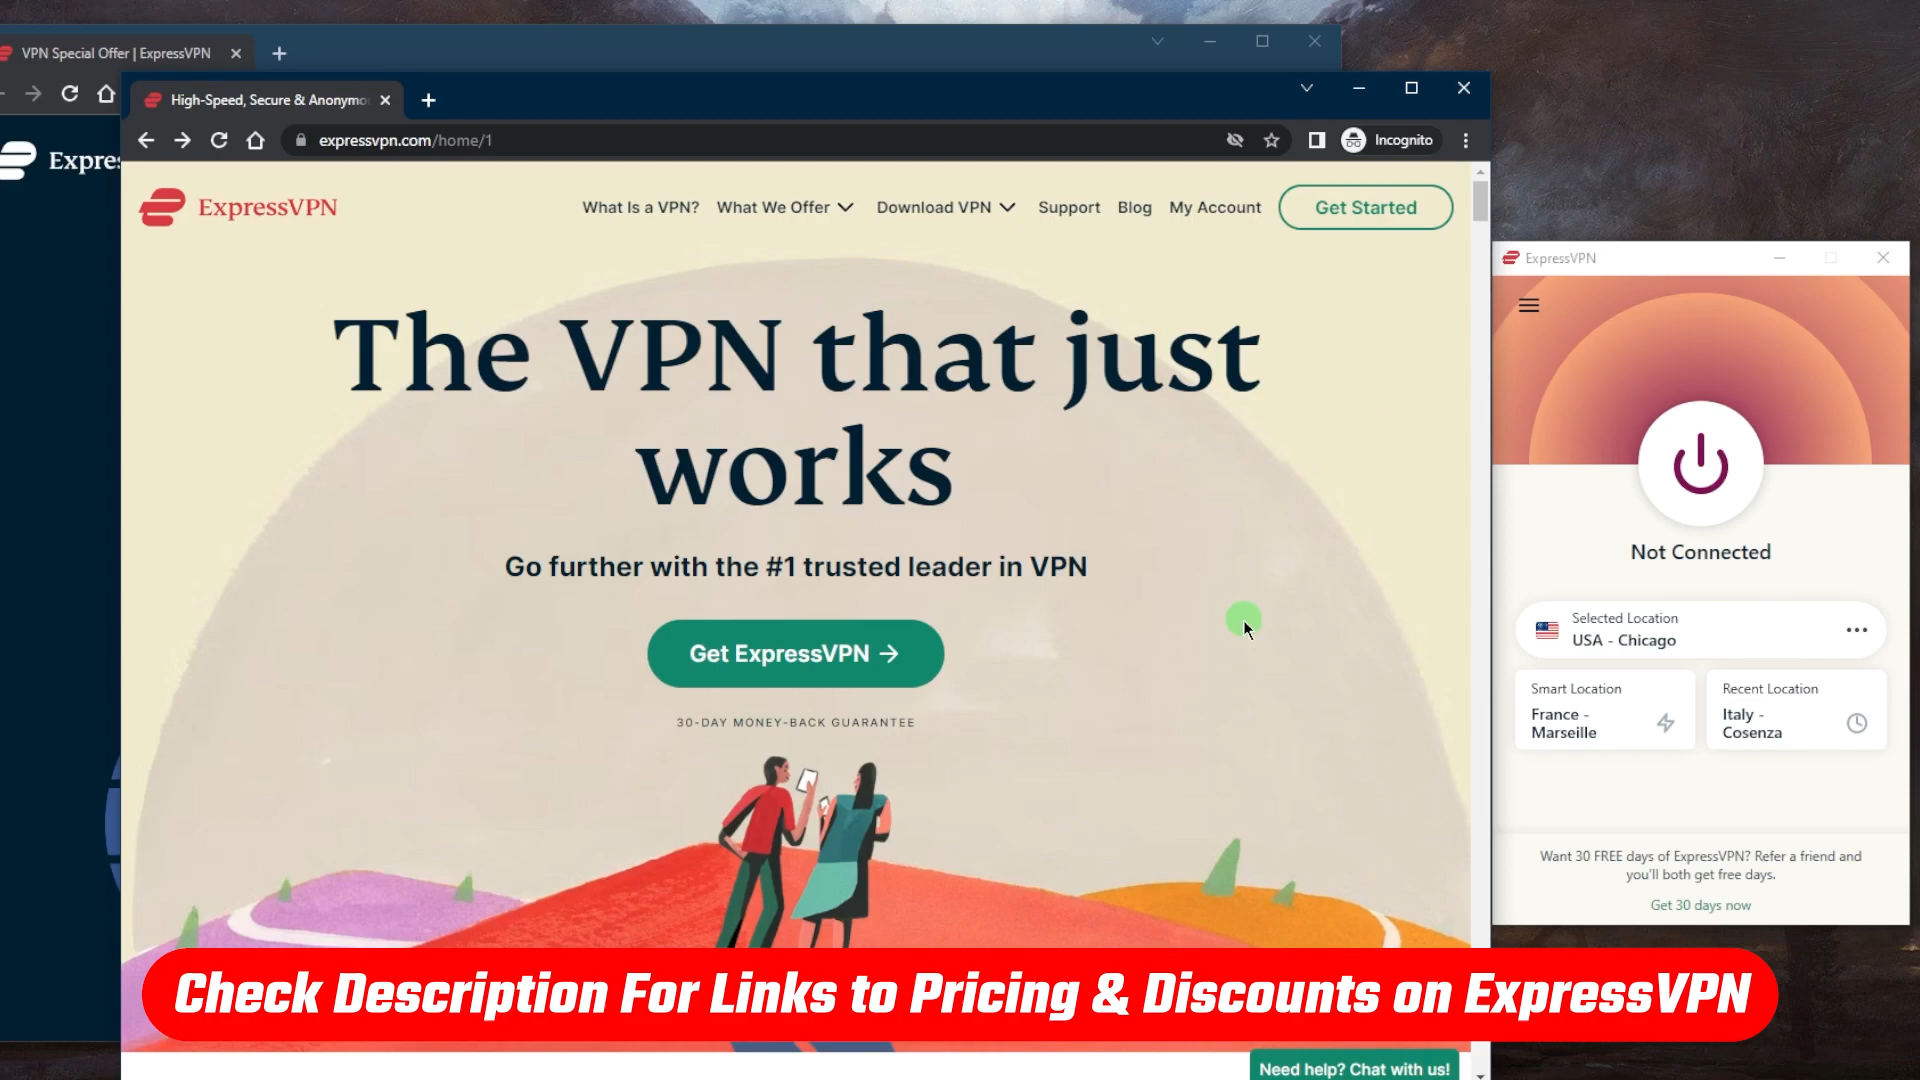 VPN Special Offer | ExpressVPN
High-Speed, Secure & Anonymo
expressvpn.com/home/1
Incognito
Expres
ExpressVPN
What Is a VPN?
What We Offer
Download VPN
Support
Blog
My Account
Get Started
The VPN that just
works
Go further with the #1 trusted leader in VPN
Get ExpressVPN →
30-DAY MONEY-BACK GUARANTEE
ExpressVPN
Not Connected
Selected Location
USA - Chicago
Smart Location
France -
Marseille
Recent Location
Italy -
Cosenza
Want 30 FREE days of ExpressVPN? Refer a friend and
you'll both get free days.
Get 30 days now
Check Description For Links to Pricing & Discounts on ExpressVPN
Need help? Chat with us!